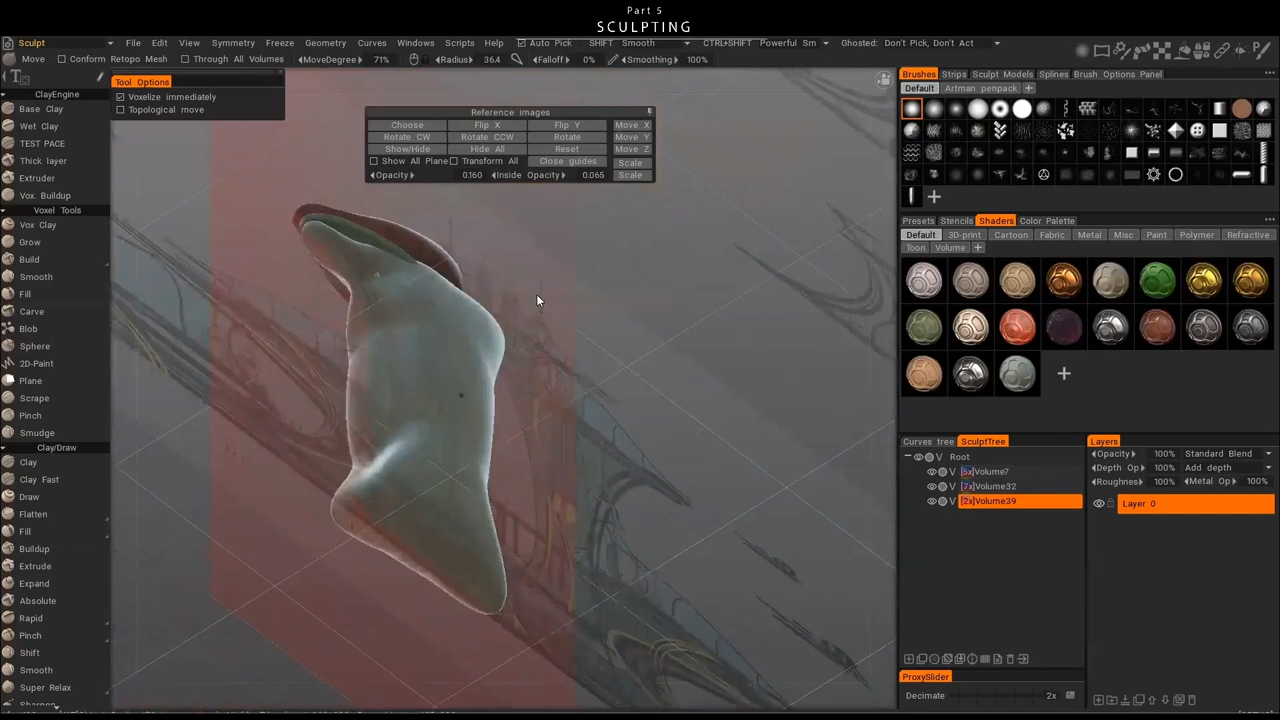 Part 5
SCULPTING
Sculpt File Edit View Symmetry Freeze Geometry Curves Windows Scripts Help Auto Pick SHIFT Smooth CTRL+SHIFT Powerful Sm Ghosted: Don't Pick, Don't Act
Move Conform Retopo Mesh Through All Volumes MoveDegree 71% Radius 36.4 Falloff 0% Smoothing 100%
Tool Options
Voxelize immediately
Topological move
ClayEngine
Base Clay
Wet Clay
TEST PACE
Thick layer
Extruder
Vox. Buildup
Voxel Tools
Vox Clay
Grow
Build
Smooth
Fill
Carve
Blob
Sphere
2D-Paint
Plane
Scrape
Pinch
Smudge
Clay/Draw
Clay
Clay Fast
Draw
Flatten
Fill
Buildup
Extrude
Expand
Absolute
Rapid
Pinch
Shift
Smooth
Super Relax
Reference images
Choose Flip X Flip Y Move X
Rotate CW Rotate CCW Rotate Move Y
Show/Hide Hide All Reset Move Z
Show All Plane Transform All Close guides Scale
Opacity 0.160 Inside Opacity 0.065 Scale
Brushes Strips Sculpt Models Splines Brush Options Panel
Default Artman penpack
Presets Stencils Shaders Color Palette
Default 3D-print Cartoon Fabric Metal Misc Paint Polymer Refractive
Toon Volume
Curves tree SculptTree
Root
V [5x]Volume7
V [7x]Volume32
V [2x]Volume39
ProxySlider
Decimate 2x
Layers
Opacity 100% Standard Blend
Depth Op 100% Add depth
Roughness 100% Metal Op 100%
Layer 0